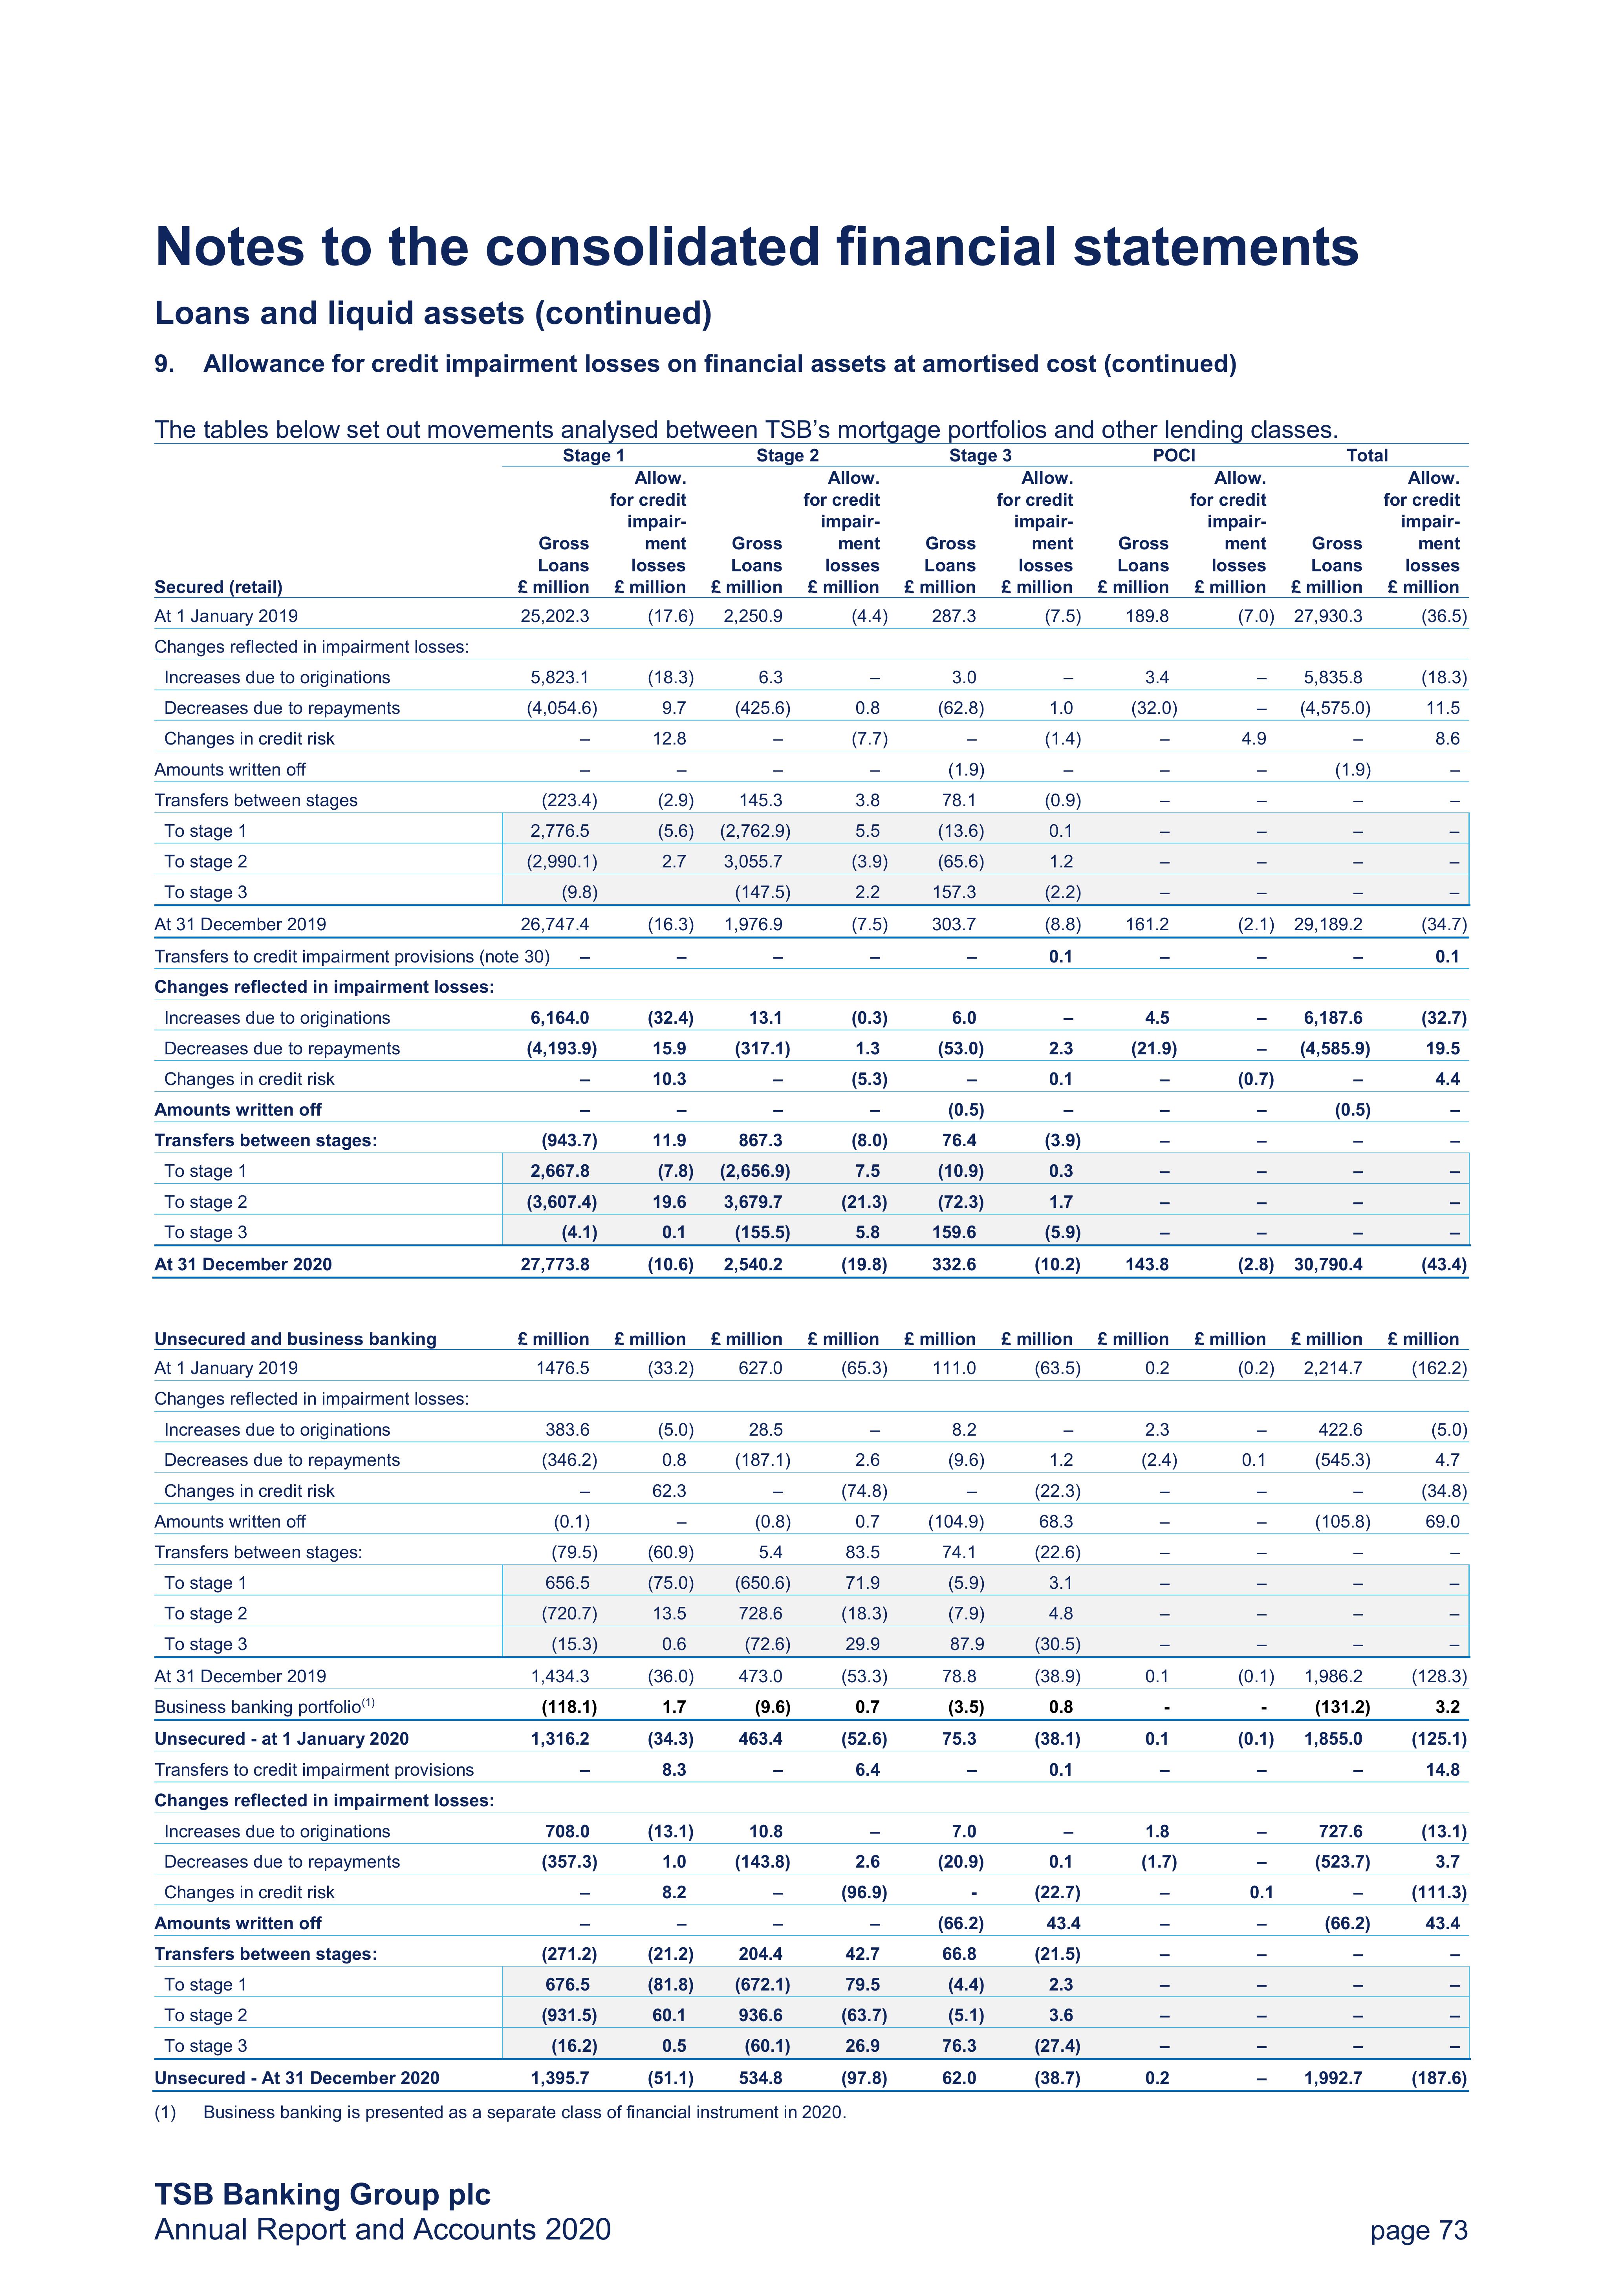 Notes to the consolidated financial statements
Loans and liquid assets (continued)
9. Allowance for credit impairment losses on financial assets at amortised cost (continued)
The tables below set out movements analysed between TSB’s mortgage portfolios and other lending classes.
Stage 1 Stage 2 Stage 3 POCI Total
Allow. Allow. Allow. Allow. Allow.
for credit for credit for credit for credit for credit
impair- impair- impair- impair- impair-
Gross ment Gross ment Gross ment Gross ment Gross ment
Loans losses Loans losses Loans losses Loans losses Loans losses
Secured (retail) £ million £ million £ million £ million £ million £ million £ million £ million £ million £ million
At 1 January 2019 25,202.3 (17.6) 2,250.9 (4.4) 287.3 (7.5) 189.8 (7.0) 27,930.3 (36.5)
Changes reflected in impairment losses:
Increases due to originations 5,823.1 (18.3) 6.3 – 3.0 – 3.4 – 5,835.8 (18.3)
Decreases due to repayments (4,054.6) 9.7 (425.6) 0.8 (62.8) 1.0 (32.0) – (4,575.0) 11.5
Changes in credit risk – 12.8 – (7.7) – (1.4) – 4.9 – 8.6
Amounts written off – – – – (1.9) – – – (1.9) –
Transfers between stages (223.4) (2.9) 145.3 3.8 78.1 (0.9) – – – –
To stage 1 2,776.5 (5.6) (2,762.9) 5.5 (13.6) 0.1 – – – –
To stage 2 (2,990.1) 2.7 3,055.7 (3.9) (65.6) 1.2 – – – –
To stage 3 (9.8) (147.5) 2.2 157.3 (2.2) – – – –
At 31 December 2019 26,747.4 (16.3) 1,976.9 (7.5) 303.7 (8.8) 161.2 (2.1) 29,189.2 (34.7)
Transfers to credit impairment provisions (note 30) – – – – – 0.1 – – – 0.1
Changes reflected in impairment losses:
Increases due to originations 6,164.0 (32.4) 13.1 (0.3) 6.0 – 4.5 – 6,187.6 (32.7)
Decreases due to repayments (4,193.9) 15.9 (317.1) 1.3 (53.0) 2.3 (21.9) – (4,585.9) 19.5
Changes in credit risk – 10.3 – (5.3) – 0.1 – (0.7) – 4.4
Amounts written off – – – – (0.5) – – – (0.5) –
Transfers between stages: (943.7) 11.9 867.3 (8.0) 76.4 (3.9) – – – –
To stage 1 2,667.8 (7.8) (2,656.9) 7.5 (10.9) 0.3 – – – –
To stage 2 (3,607.4) 19.6 3,679.7 (21.3) (72.3) 1.7 – – – –
To stage 3 (4.1) 0.1 (155.5) 5.8 159.6 (5.9) – – – –
At 31 December 2020 27,773.8 (10.6) 2,540.2 (19.8) 332.6 (10.2) 143.8 (2.8) 30,790.4 (43.4)
Unsecured and business banking £ million £ million £ million £ million £ million £ million £ million £ million £ million £ million
At 1 January 2019 1476.5 (33.2) 627.0 (65.3) 111.0 (63.5) 0.2 (0.2) 2,214.7 (162.2)
Changes reflected in impairment losses:
Increases due to originations 383.6 (5.0) 28.5 – 8.2 – 2.3 – 422.6 (5.0)
Decreases due to repayments (346.2) 0.8 (187.1) 2.6 (9.6) 1.2 (2.4) 0.1 (545.3) 4.7
Changes in credit risk – 62.3 – (74.8) – (22.3) – – – (34.8)
Amounts written off (0.1) – (0.8) 0.7 (104.9) 68.3 – – (105.8) 69.0
Transfers between stages: (79.5) (60.9) 5.4 83.5 74.1 (22.6) – – – –
To stage 1 656.5 (75.0) (650.6) 71.9 (5.9) 3.1 – – – –
To stage 2 (720.7) 13.5 728.6 (18.3) (7.9) 4.8 – – – –
To stage 3 (15.3) 0.6 (72.6) 29.9 87.9 (30.5) – – – –
At 31 December 2019 1,434.3 (36.0) 473.0 (53.3) 78.8 (38.9) 0.1 (0.1) 1,986.2 (128.3)
Business banking portfolio(1) (118.1) 1.7 (9.6) 0.7 (3.5) 0.8 - - (131.2) 3.2
Unsecured - at 1 January 2020 1,316.2 (34.3) 463.4 (52.6) 75.3 (38.1) 0.1 (0.1) 1,855.0 (125.1)
Transfers to credit impairment provisions – 8.3 – 6.4 – 0.1 – – – 14.8
Changes reflected in impairment losses:
Increases due to originations 708.0 (13.1) 10.8 – 7.0 – 1.8 – 727.6 (13.1)
Decreases due to repayments (357.3) 1.0 (143.8) 2.6 (20.9) 0.1 (1.7) – (523.7) 3.7
Changes in credit risk – 8.2 – (96.9) - (22.7) – 0.1 – (111.3)
Amounts written off – – – – (66.2) 43.4 – – (66.2) 43.4
Transfers between stages: (271.2) (21.2) 204.4 42.7 66.8 (21.5) – – – –
To stage 1 676.5 (81.8) (672.1) 79.5 (4.4) 2.3 – – – –
To stage 2 (931.5) 60.1 936.6 (63.7) (5.1) 3.6 – – – –
To stage 3 (16.2) 0.5 (60.1) 26.9 76.3 (27.4) – – – –
Unsecured - At 31 December 2020 1,395.7 (51.1) 534.8 (97.8) 62.0 (38.7) 0.2 – 1,992.7 (187.6)
(1) Business banking is presented as a separate class of financial instrument in 2020.
TSB Banking Group plc
Annual Report and Accounts 2020 page 73